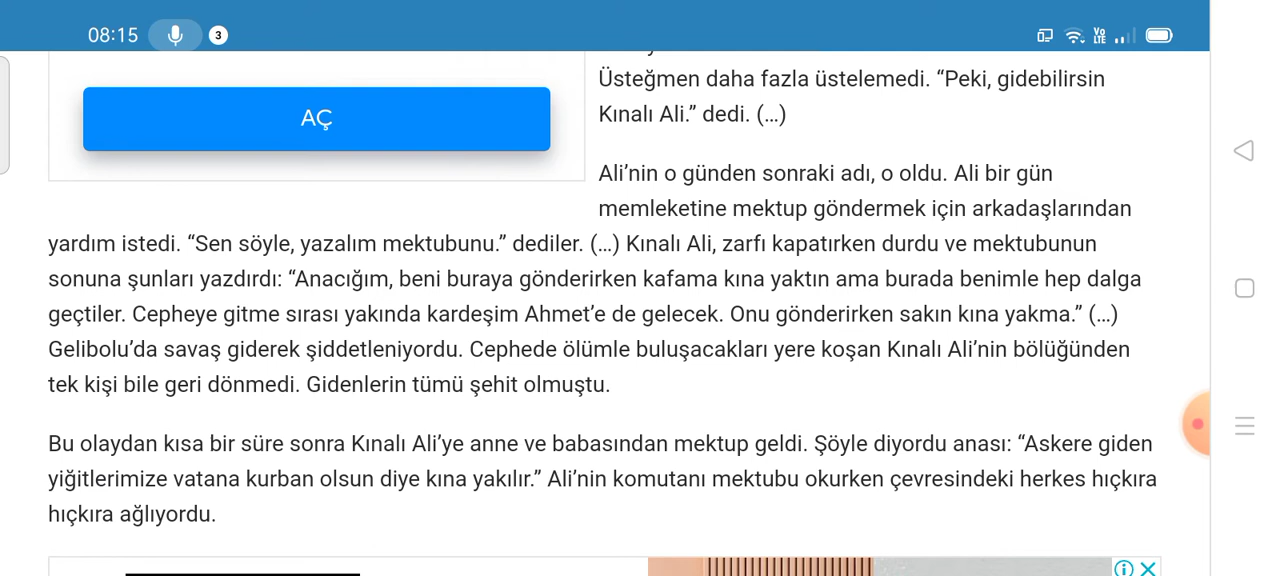 08:15
3
Vo
LTE
AÇ
Üsteğmen daha fazla üstelemedi. “Peki, gidebilirsin
Kınalı Ali.” dedi. (...)
Ali’nin o günden sonraki adı, o oldu. Ali bir gün
memleketine mektup göndermek için arkadaşlarından
yardım istedi. “Sen söyle, yazalım mektubunu.” dediler. (...) Kınalı Ali, zarfı kapatırken durdu ve mektubunun
sonuna şunları yazdırdı: “Anacığım, beni buraya gönderirken kafama kına yaktın ama burada benimle hep dalga
geçtiler. Cepheye gitme sırası yakında kardeşim Ahmet’e de gelecek. Onu gönderirken sakın kına yakma.” (...)
Gelibolu’da savaş giderek şiddetleniyordu. Cephede ölümle buluşacakları yere koşan Kınalı Ali’nin bölüğünden
tek kişi bile geri dönmedi. Gidenlerin tümü şehit olmuştu.
Bu olaydan kısa bir süre sonra Kınalı Ali’ye anne ve babasından mektup geldi. Şöyle diyordu anası: “Askere giden
yiğitlerimize vatana kurban olsun diye kına yakılır.” Ali’nin komutanı mektubu okurken çevresindeki herkes hıçkıra
hıçkıra ağlıyordu.